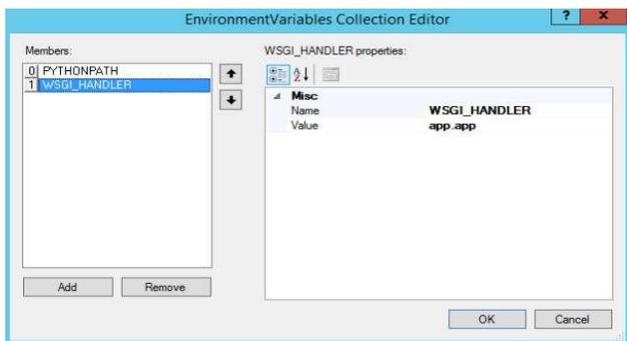 EnvironmentVariables Collection Editor
?
x
Members:
0 PYTHONPATH
1 WSGI_HANDLER
Add
Remove
WSGI_HANDLER properties:
Misc
Name WSGI_HANDLER
Value app.app
OK
Cancel